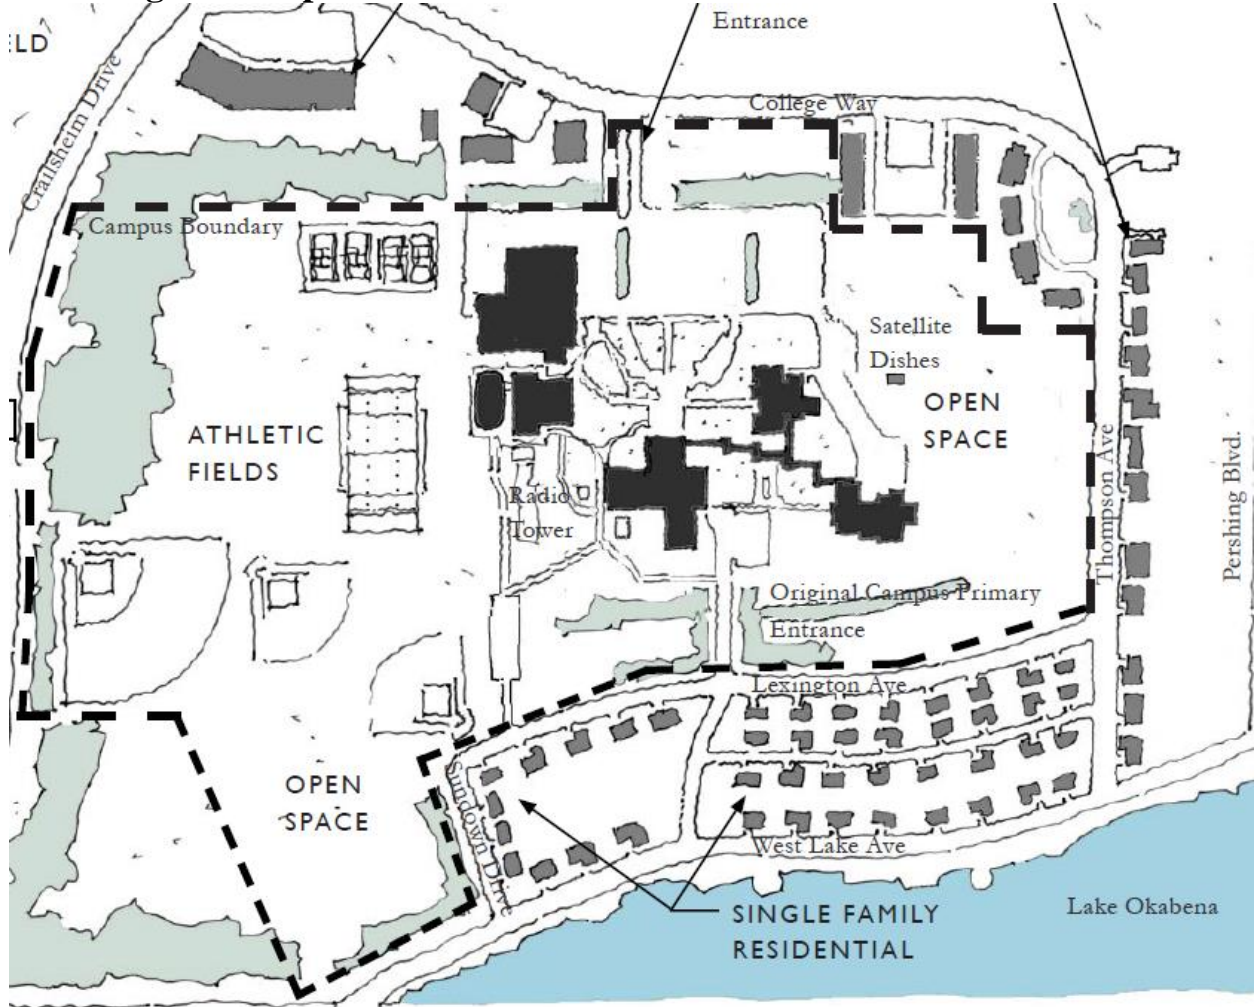 Entrance
College Way
Crailsheim Drive
Campus Boundary
Satellite
Dishes
OPEN
SPACE
ATHLETIC
FIELDS
Thompson Ave
Pershing Blvd.
Radio
Tower
Original Campus Primary
Entrance
Lexington Ave
OPEN
SPACE
Sundown Drive
West Lake Ave
SINGLE FAMILY
RESIDENTIAL
Lake Okabena